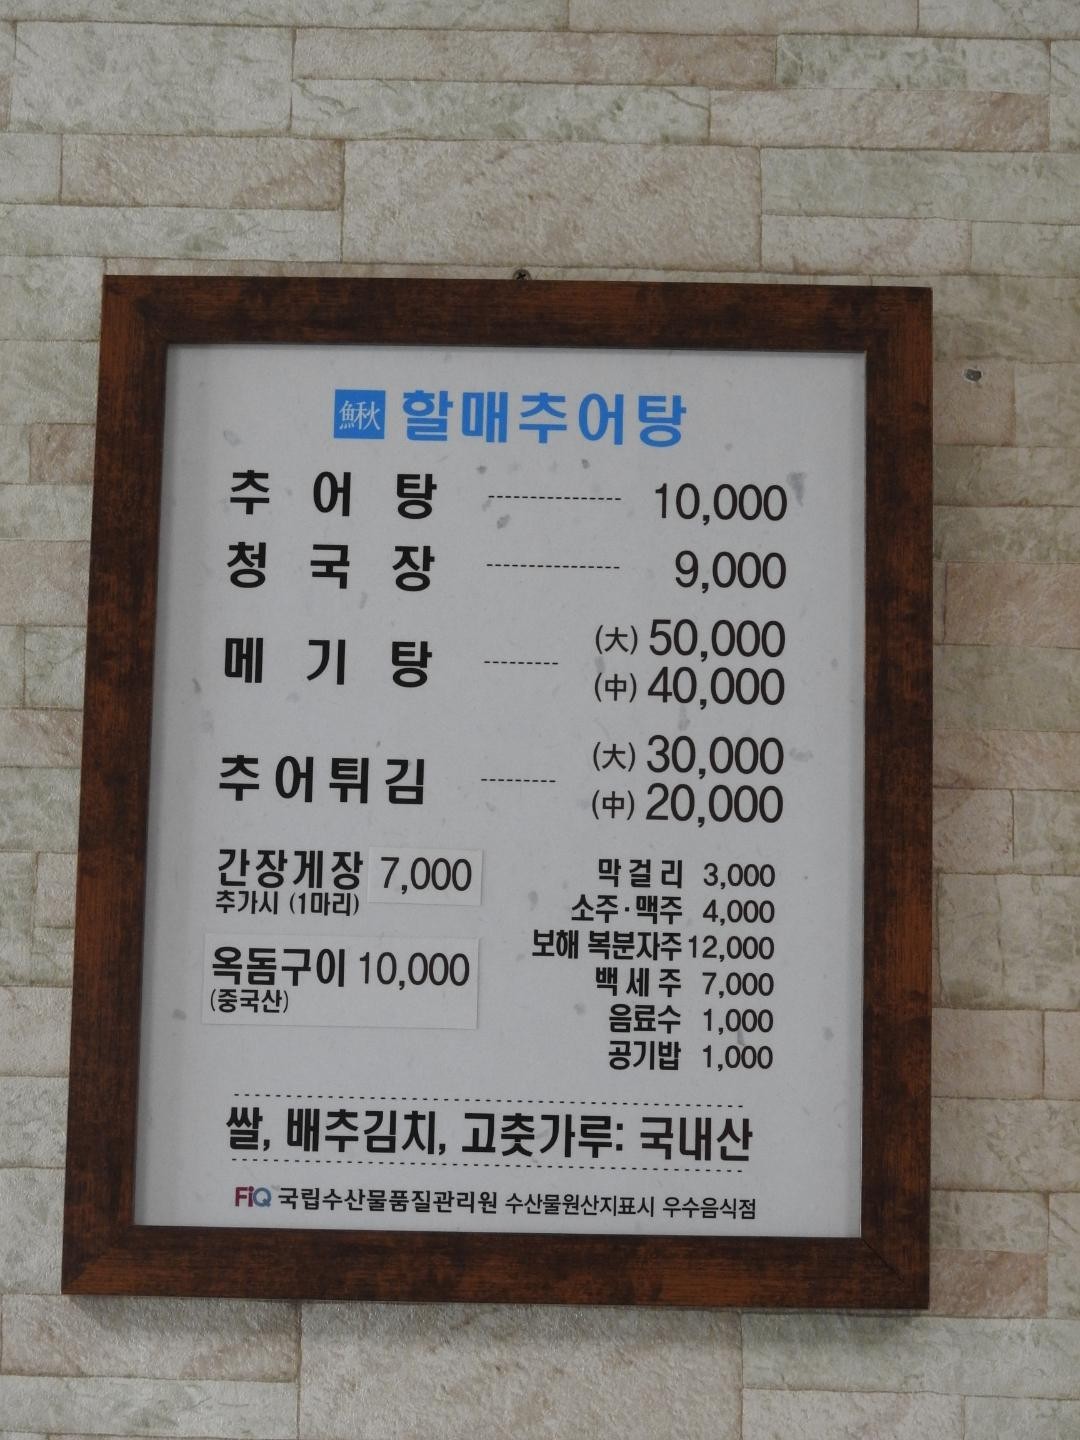 鰍 할매추어탕
추어탕 ---------- 10,000
청국장 ---------- 9,000
메기탕 ---------- (大) 50,000
(中) 40,000
추어튀김 ---------- (大) 30,000
(中) 20,000
간장게장 7,000
추가시 (1마리)
옥돔구이 10,000
(중국산)
막걸리 3,000
소주·맥주 4,000
보해 복분자주 12,000
백세주 7,000
음료수 1,000
공기밥 1,000
쌀, 배추김치, 고춧가루: 국내산
FiQ 국립수산물품질관리원 수산물원산지표시 우수음식점